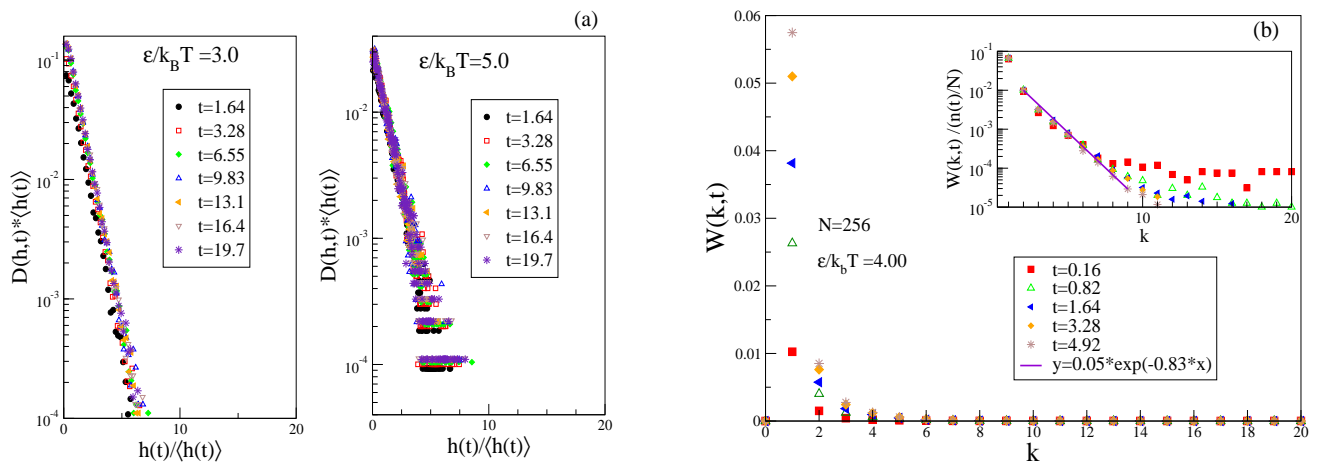 (a)
ε/k_BT =3.0
t=1.64
t=3.28
t=6.55
t=9.83
t=13.1
t=16.4
t=19.7
D(h,t)*⟨h(t)⟩
10^-1
10^-2
10^-3
10^-4
0 10 20
h(t)/⟨h(t)⟩
ε/k_BT=5.0
t=1.64
t=3.28
t=6.55
t=9.83
t=13.1
t=16.4
t=19.7
D(h,t)*⟨h(t)⟩
10^-2
10^-3
10^-4
0 10 20
h(t)/⟨h(t)⟩
(b)
W(k,t)
0.06
0.05
0.04
0.03
0.02
0.01
0
0 2 4 6 8 10 12 14 16 18 20
k
N=256
ε/k_bT =4.00
W(k,t) /(n(t)/N)
10^-1
10^-2
10^-3
10^-4
10^-5
0 10 20
k
t=0.16
t=0.82
t=1.64
t=3.28
t=4.92
y=0.05*exp(-0.83*x)